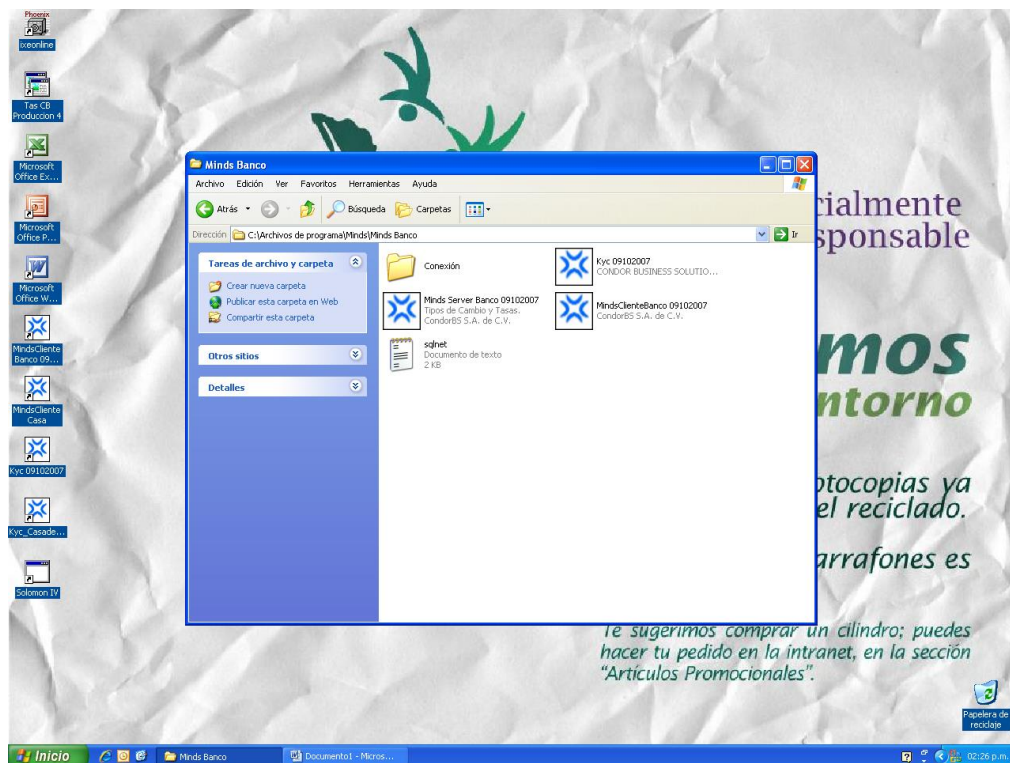 Phoenix
ixeonline
Tas CB
Produccion 4
Microsoft
Office Ex...
Microsoft
Office P...
Microsoft
Office W...
MindsCliente
Banco 09...
MindsCliente
Casa
Kyc 09102007
Kyc_Casade...
Solomon IV
Minds Banco
Archivo Edición Ver Favoritos Herramientas Ayuda
Atrás Búsqueda Carpetas
Dirección C:\Archivos de programa\Minds\Minds Banco Ir
Tareas de archivo y carpeta
Crear nueva carpeta
Publicar esta carpeta en Web
Compartir esta carpeta
Otros sitios
Detalles
Conexión
Kyc 09102007
CONDOR BUSINESS SOLUTIO...
Minds Server Banco 09102007
Tipos de Cambio y Tasas.
CondorBS S.A. de C.V.
MindsClienteBanco 09102007
CondorBS S.A. de C.V.
sqlnet
Documento de texto
2 KB
cialmente
sponsable
mos
ntorno
otocopias ya
el reciclado.
arrafones es
Te sugerimos comprar un cilindro; puedes
hacer tu pedido en la intranet, en la sección
"Artículos Promocionales".
Papelera de
reciclaje
Inicio Minds Banco Documento1 - Micros... 02:26 p.m.